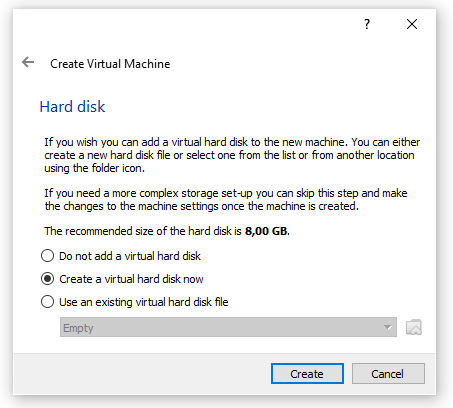 ?
Create Virtual Machine
Hard disk
If you wish you can add a virtual hard disk to the new machine. You can either
create a new hard disk file or select one from the list or from another location
using the folder icon.
If you need a more complex storage set-up you can skip this step and make
the changes to the machine settings once the machine is created.
The recommended size of the hard disk is 8,00 GB.
Do not add a virtual hard disk
Create a virtual hard disk now
Use an existing virtual hard disk file
Empty
Create Cancel